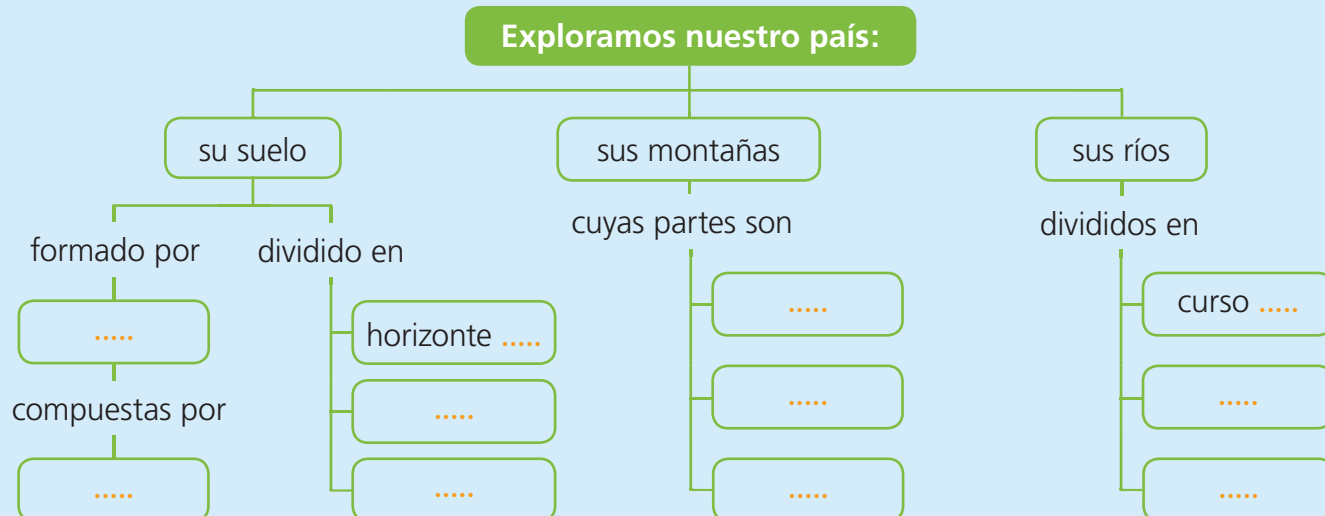 Exploramos nuestro país:
su suelo
sus montañas
sus ríos
formado por
dividido en
cuyas partes son
divididos en
.....
horizonte .....
.....
curso .....
compuestas por
.....
.....
.....
.....
.....
.....
.....